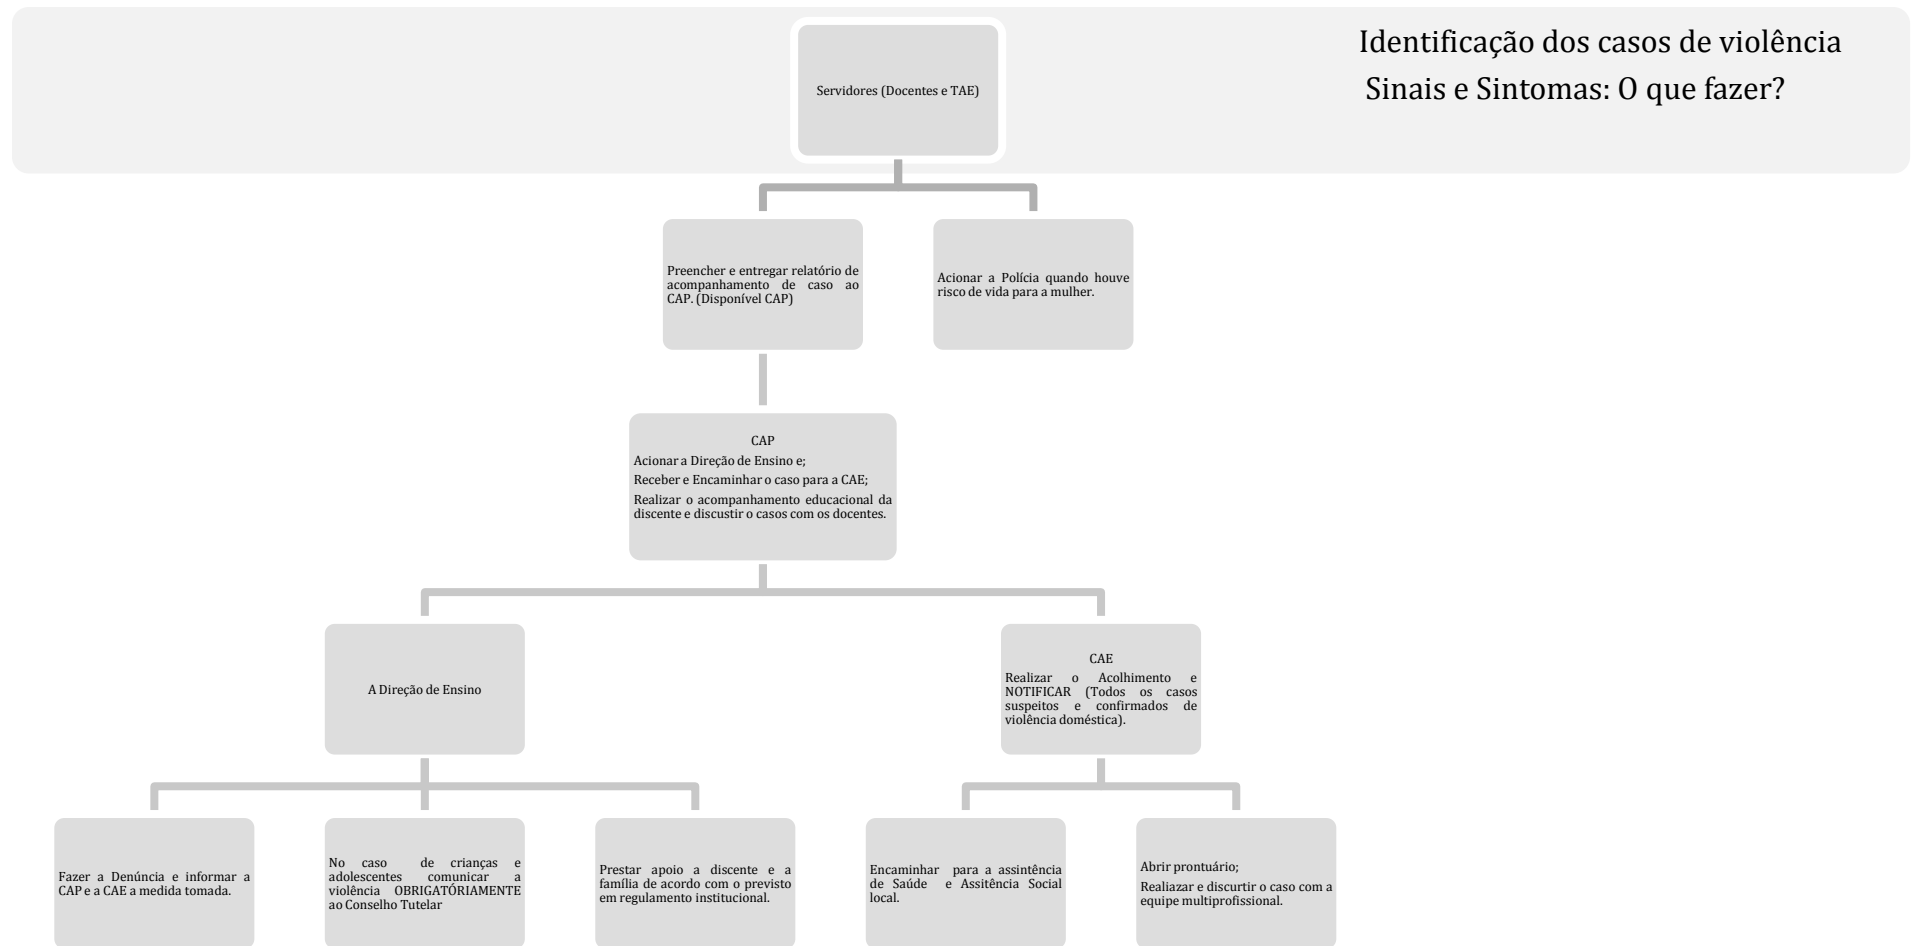 Identificação dos casos de violência
Sinais e Sintomas: O que fazer?
Servidores (Docentes e TAE)
Preencher e entregar relatório de
acompanhamento de caso ao
CAP. (Disponível CAP)
Acionar a Polícia quando houve
risco de vida para a mulher.
CAP
Acionar a Direção de Ensino e;
Receber e Encaminhar o caso para a CAE;
Realizar o acompanhamento educacional da
discente e discustir o casos com os docentes.
A Direção de Ensino
CAE
Realizar o Acolhimento e
NOTIFICAR (Todos os casos
suspeitos e confirmados de
violência doméstica).
Fazer a Denúncia e informar a
CAP e a CAE a medida tomada.
No caso de crianças e
adolescentes comunicar a
violência OBRIGATÓRIAMENTE
ao Conselho Tutelar
Prestar apoio a discente e a
família de acordo com o previsto
em regulamento institucional.
Encaminhar para a assintência
de Saúde e Assitência Social
local.
Abrir prontuário;
Realiazar e discurtir o caso com a
equipe multiprofissional.